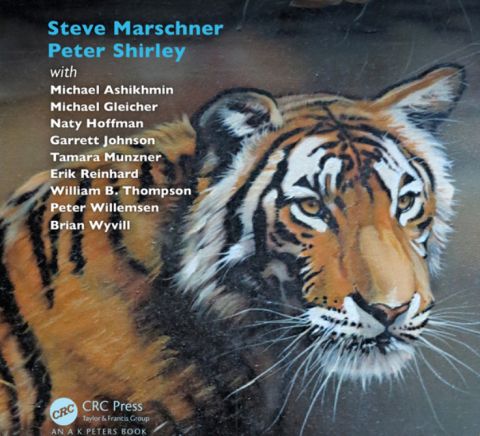 Steve Marschner
Peter Shirley
with
Michael Ashikhmin
Michael Gleicher
Naty Hoffman
Garrett Johnson
Tamara Munzner
Erik Reinhard
William B. Thompson
Peter Willemsen
Brian Wyvill
CRC
CRC Press
Taylor & Francis Group
AN A K PETERS BOOK